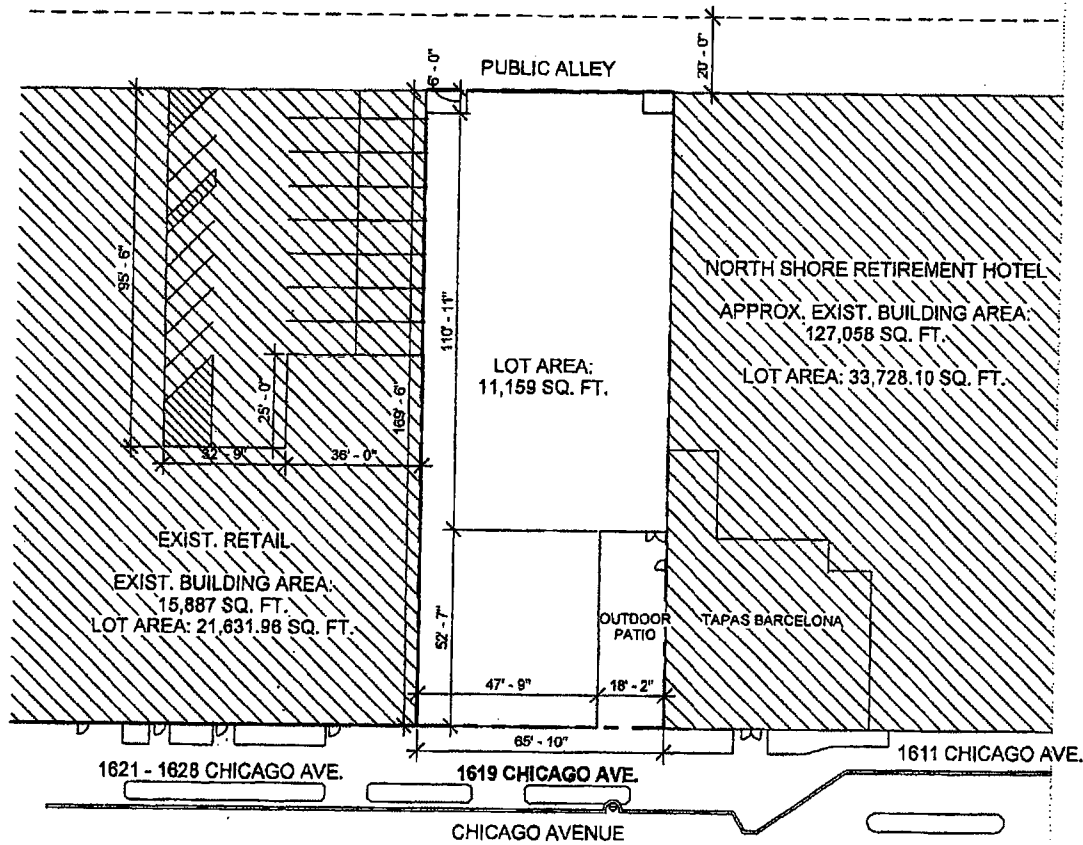 20' - 0"
6' - 0"
PUBLIC ALLEY
95' - 6"
110' - 11"
NORTH SHORE RETIREMENT HOTEL
APPROX. EXIST. BUILDING AREA:
127,058 SQ. FT.
LOT AREA: 33,728.10 SQ. FT.
LOT AREA:
11,159 SQ. FT.
25' - 0"
169' - 6"
32' - 9"
36' - 0"
EXIST. RETAIL
EXIST. BUILDING AREA:
15,887 SQ. FT.
LOT AREA: 21,631.96 SQ. FT.
52' - 7"
OUTDOOR
PATIO
TAPAS BARCELONA
47' - 9"
18' - 2"
65' - 10"
1611 CHICAGO AVE.
1621 - 1628 CHICAGO AVE.
1619 CHICAGO AVE.
CHICAGO AVENUE